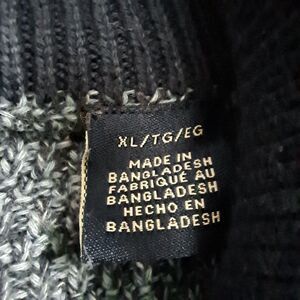 XL/TG/EG
MADE IN
BANGLADESH
FABRIQUÉ AU
BANGLADESH
HECHO EN
BANGLADESH